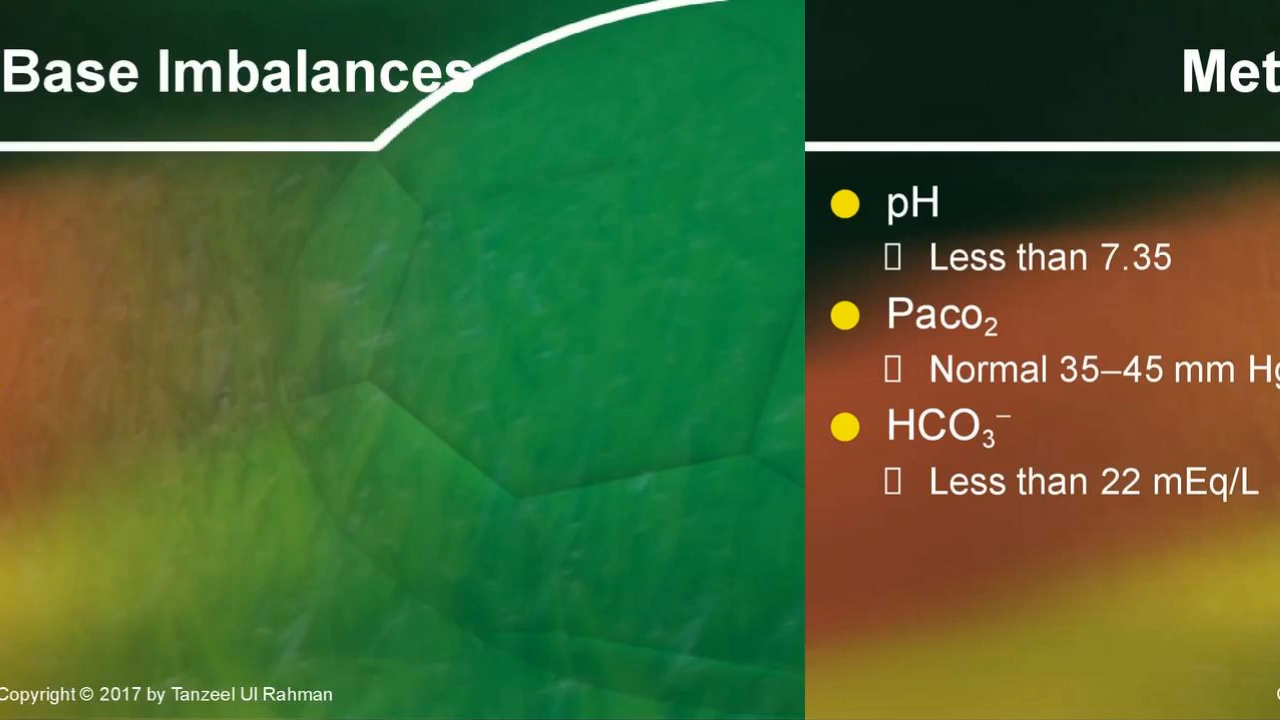 Base Imbalances
Copyright © 2017 by Tanzeel Ul Rahman
Met
pH
Less than 7.35
Paco₂
Normal 35–45 mm Hg
HCO₃⁻
Less than 22 mEq/L